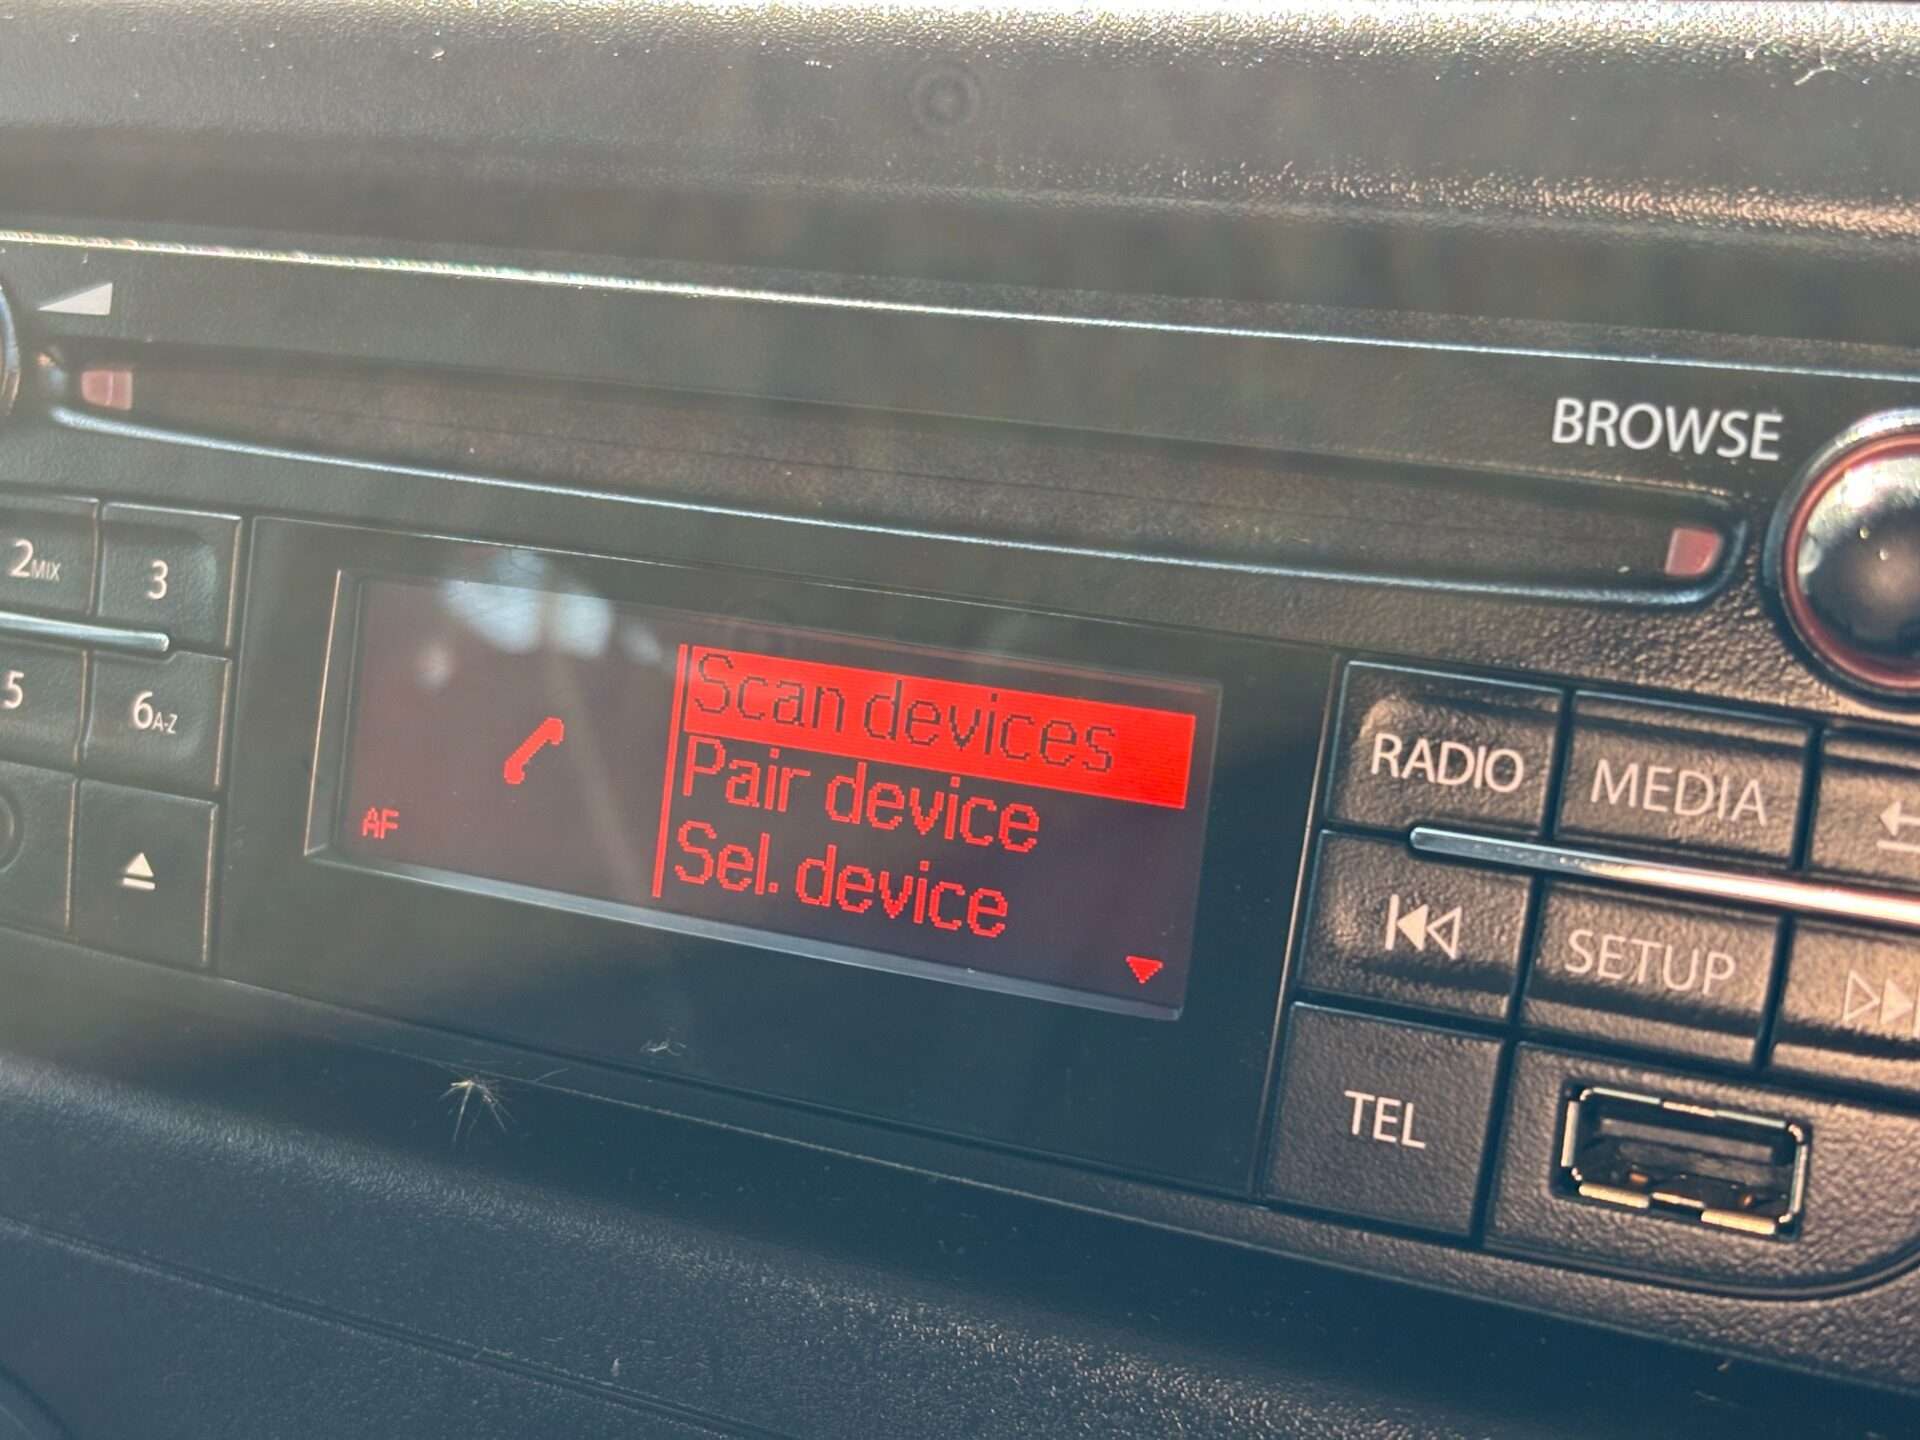 BROWSE
2MIX
3
5
6A-Z
AF
Scan devices
Pair device
Sel. device
RADIO
MEDIA
SETUP
TEL